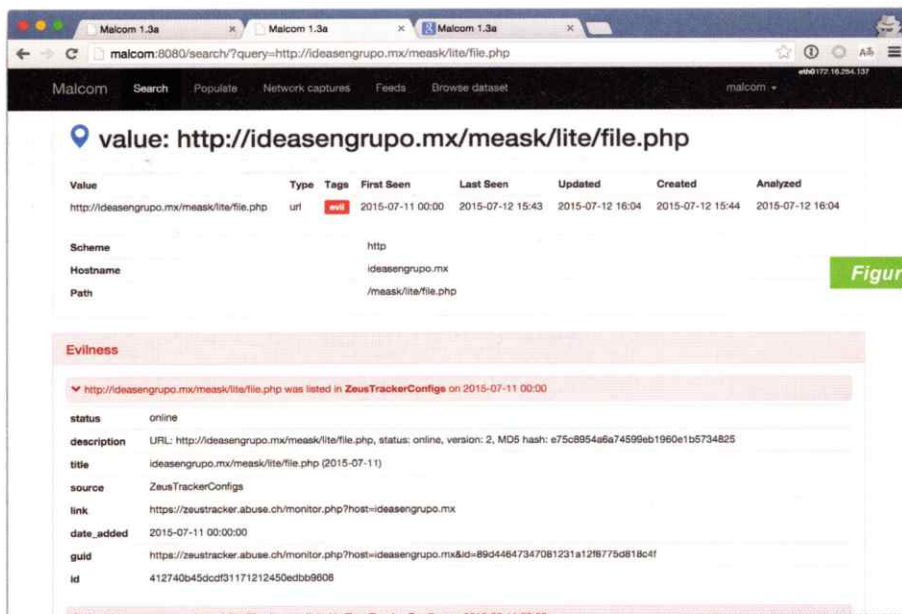 Malcom 1.3a Malcom 1.3a Malcom 1.3a
malcom:8080/search/?query=http://ideasengrupo.mx/meask/lite/file.php
eth0172.16.254.137
Malcom Search Populate Network captures Feeds Browse dataset malcom
value: http://ideasengrupo.mx/meask/lite/file.php
Value Type Tags First Seen Last Seen Updated Created Analyzed
http://ideasengrupo.mx/meask/lite/file.php url evil 2015-07-11 00:00 2015-07-12 15:43 2015-07-12 16:04 2015-07-12 15:44 2015-07-12 16:04
Scheme http
Hostname ideasengrupo.mx
Path /meask/lite/file.php
Figur
Evilness
http://ideasengrupo.mx/meask/lite/file.php was listed in ZeusTrackerConfigs on 2015-07-11 00:00
status online
description URL: http://ideasengrupo.mx/meask/lite/file.php, status: online, version: 2, MD5 hash: e75c8954a6a74599eb1960e1b5734825
title ideasengrupo.mx/meask/lite/file.php (2015-07-11)
source ZeusTrackerConfigs
link https://zeustracker.abuse.ch/monitor.php?host=ideasengrupo.mx
date_added 2015-07-11 00:00:00
guid https://zeustracker.abuse.ch/monitor.php?host=ideasengrupo.mx&id=89d44647347081231a12f6775d818c4f
id 412740b45dcdf31171212450edbb9608